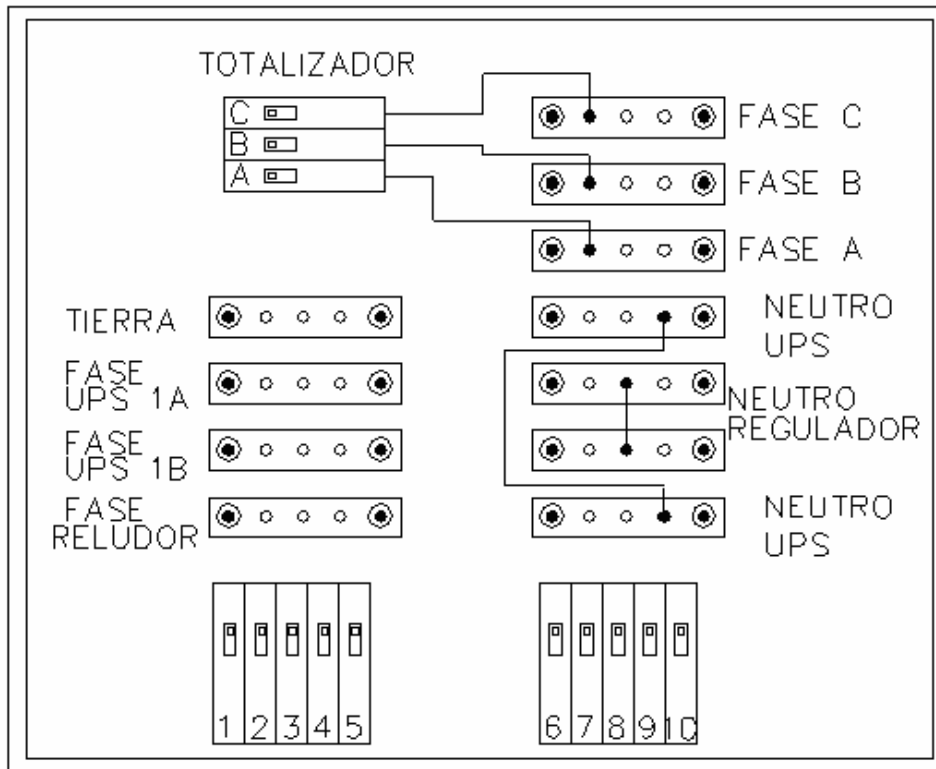 TOTALIZADOR
C
B
A
FASE C
FASE B
FASE A
TIERRA
FASE
UPS 1A
FASE
UPS 1B
FASE
RELUDOR
NEUTRO
UPS
NEUTRO
REGULADOR
NEUTRO
UPS
1 2 3 4 5
6 7 8 9 10